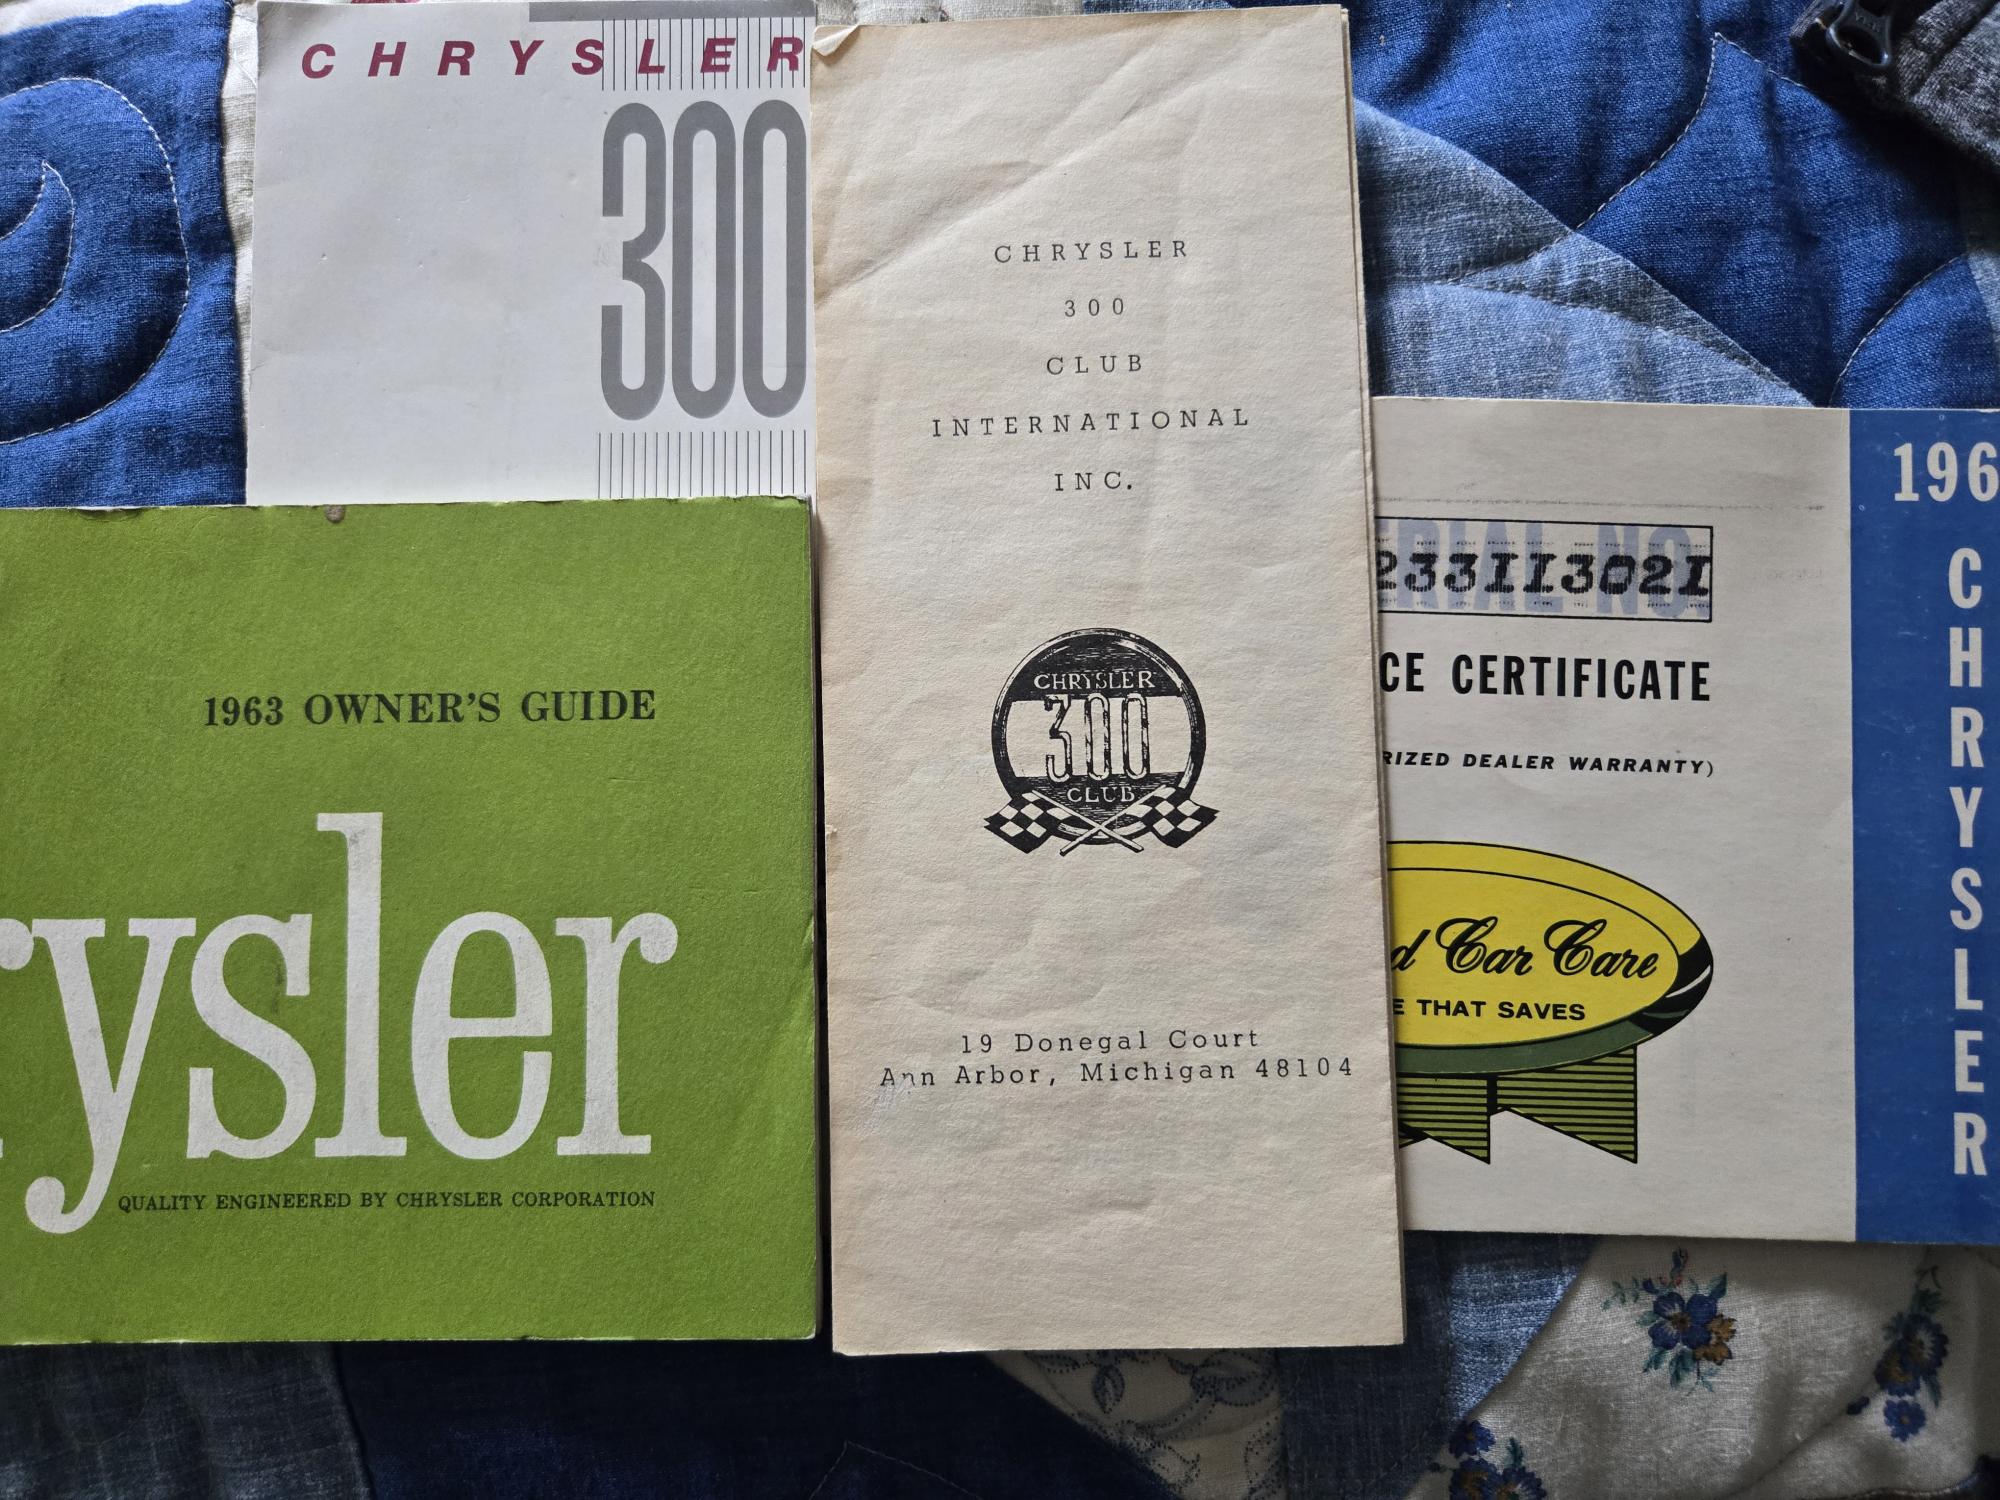 CHRYSLER
300
1963 OWNER'S GUIDE
rysler
QUALITY ENGINEERED BY CHRYSLER CORPORATION
CHRYSLER
300
CLUB
INTERNATIONAL
INC.
CHRYSLER
300
CLUB
19 Donegal Court
Ann Arbor, Michigan 48104
ERIAL NO.
233113021
CE CERTIFICATE
RIZED DEALER WARRANTY)
d Car Care
E THAT SAVES
196
CHRYSLER